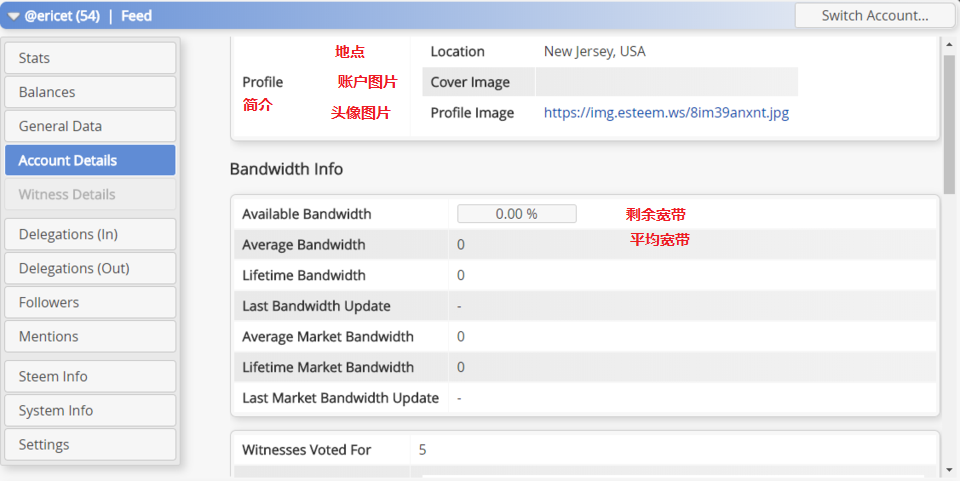 @ericet (54) | Feed
Switch Account...
Stats
Balances
General Data
Account Details
Witness Details
Delegations (In)
Delegations (Out)
Followers
Mentions
Steem Info
System Info
Settings
地点 Location New Jersey, USA
Profile 账户图片 Cover Image
简介
头像图片 Profile Image https://img.esteem.ws/8im39anxnt.jpg
Bandwidth Info
Available Bandwidth 0.00 % 剩余宽带
Average Bandwidth 0 平均宽带
Lifetime Bandwidth 0
Last Bandwidth Update -
Average Market Bandwidth 0
Lifetime Market Bandwidth 0
Last Market Bandwidth Update -
Witnesses Voted For 5